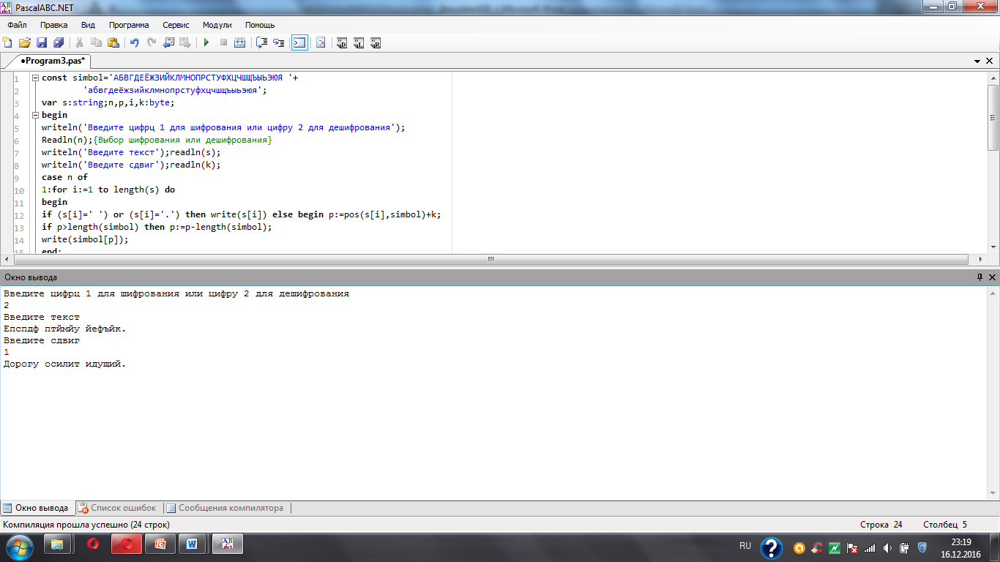 PascalABC.NET
Файл Правка Вид Программа Сервис Модули Помощь
•Program3.pas*
1 const simbol='АБВГДЕЁЖЗИЙКЛМНОПРСТУФХЦЧШЩЪЫЬЭЮЯ '+
2 'абвгдеёжзийклмнопрстуфхцчшщъыьэюя';
3 var s:string;n,p,i,k:byte;
4 begin
5 writeln('Введите цифрц 1 для шифрования или цифру 2 для дешифрования');
6 Readln(n);{Выбор шифрования или дешифрования}
7 writeln('Введите текст');readln(s);
8 writeln('Введите сдвиг');readln(k);
9 case n of
10 1:for i:=1 to length(s) do
11 begin
12 if (s[i]=' ') or (s[i]='.') then write(s[i]) else begin p:=pos(s[i],simbol)+k;
13 if p>length(simbol) then p:=p-length(simbol);
14 write(simbol[p]);
15 end;
Окно вывода
Введите цифрц 1 для шифрования или цифру 2 для дешифрования
2
Введите текст
Епспдф птймйу йефъйк.
Введите сдвиг
1
Дорогу осилит идущий.
Окно вывода Список ошибок Сообщения компилятора
Компиляция прошла успешно (24 строк) Строка 24 Столбец 5
RU 23:19
16.12.2016